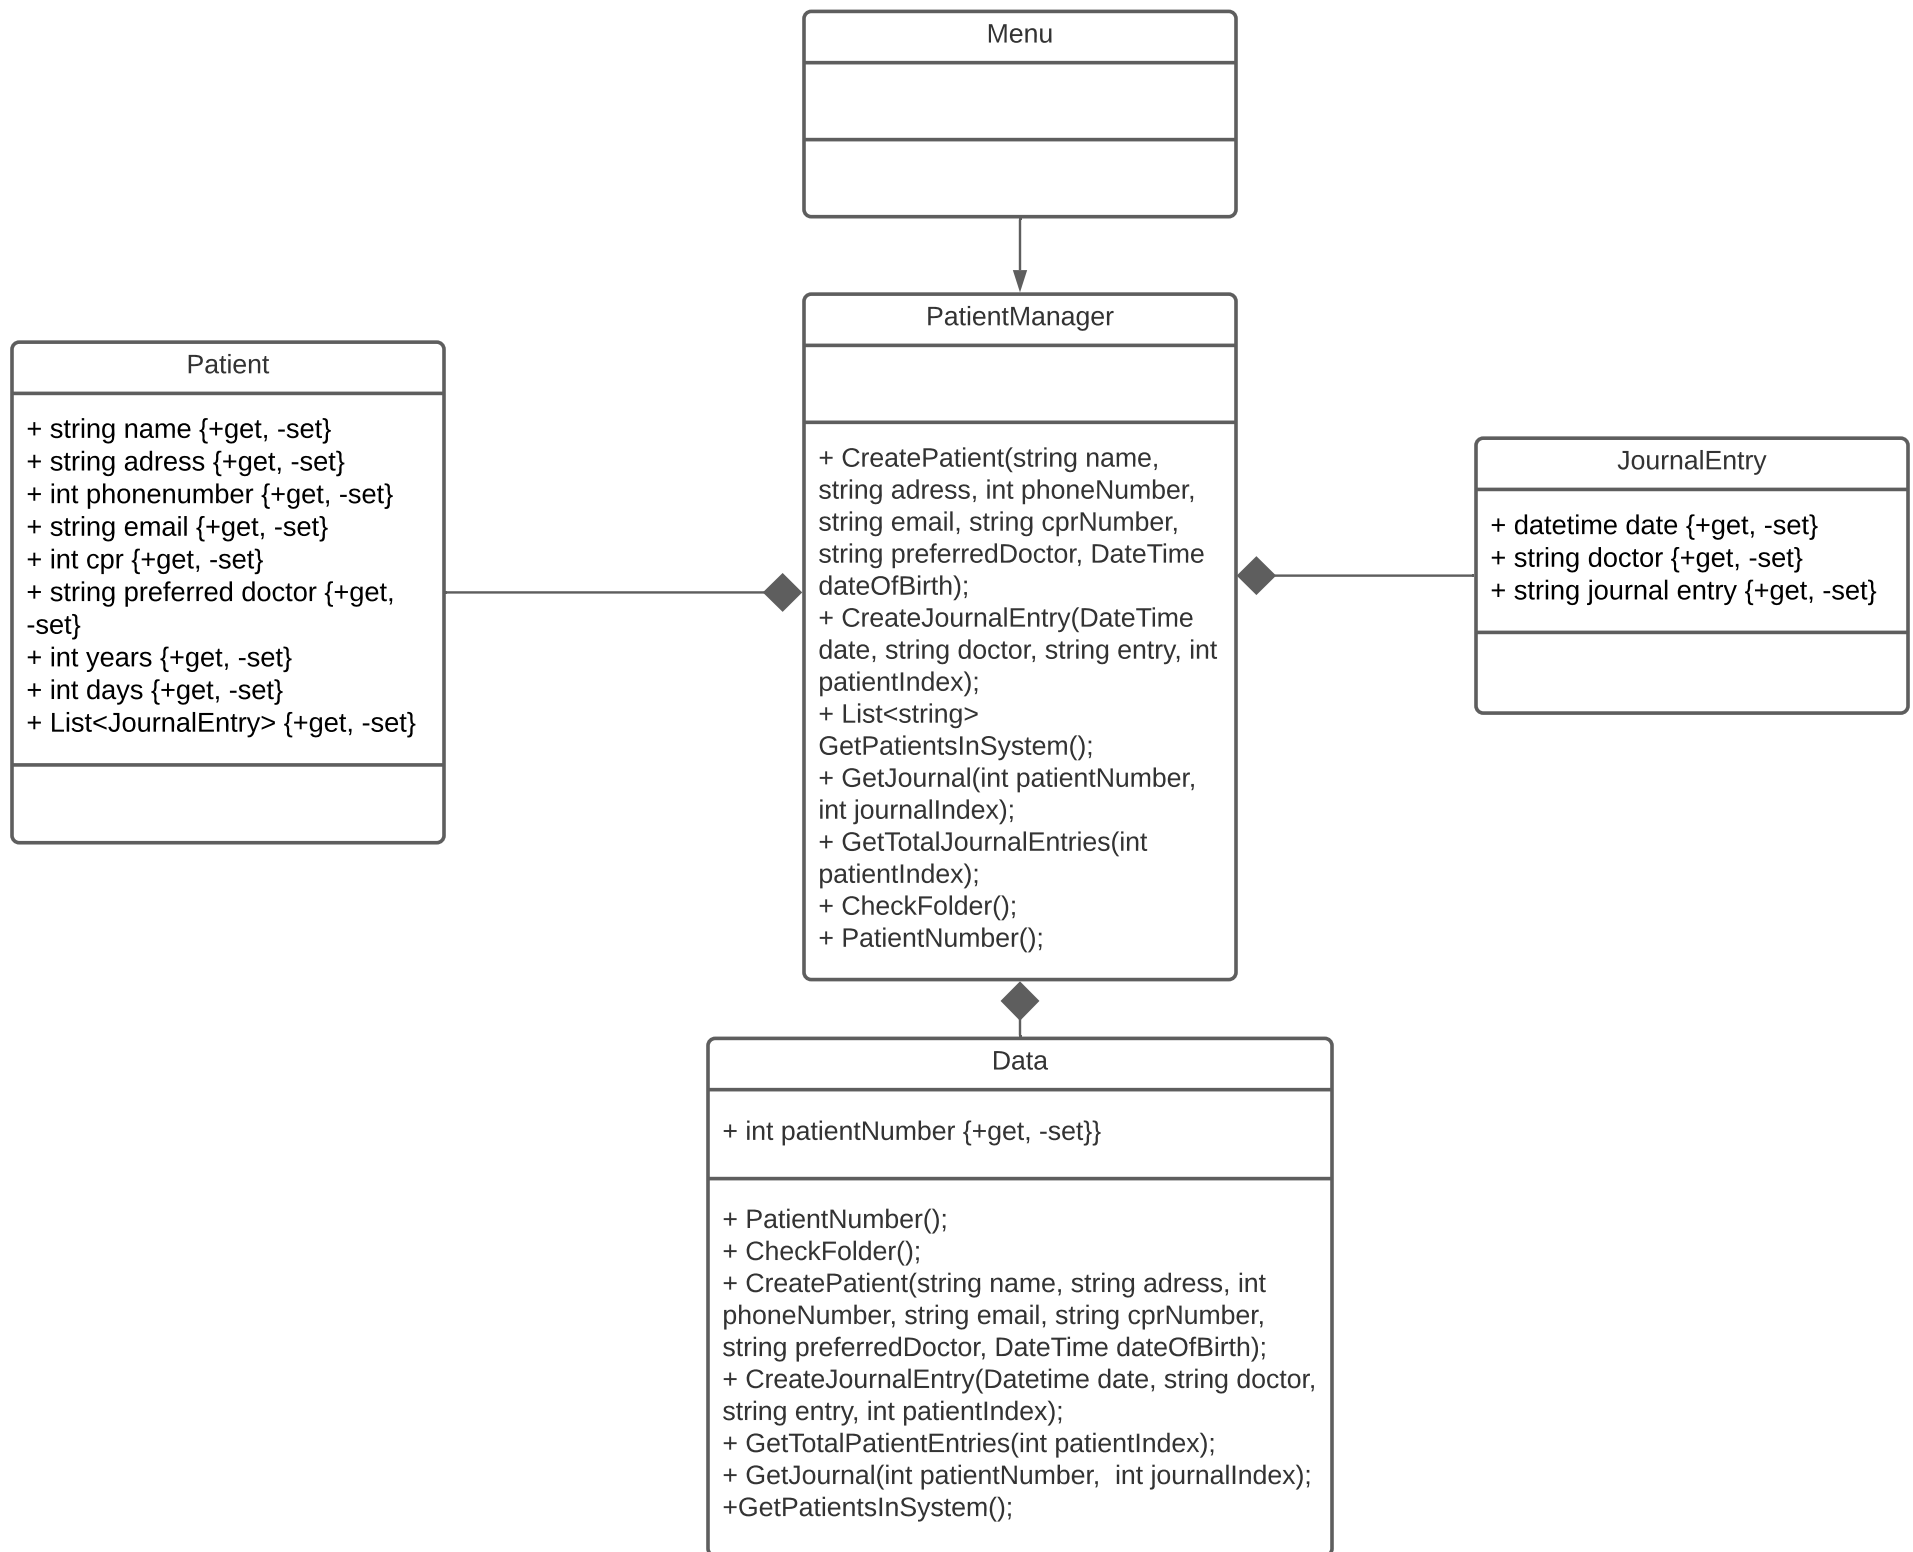 Menu
PatientManager
+ CreatePatient(string name,
string adress, int phoneNumber,
string email, string cprNumber,
string preferredDoctor, DateTime
dateOfBirth);
+ CreateJournalEntry(DateTime
date, string doctor, string entry, int
patientIndex);
+ List<string>
GetPatientsInSystem();
+ GetJournal(int patientNumber,
int journalIndex);
+ GetTotalJournalEntries(int
patientIndex);
+ CheckFolder();
+ PatientNumber();
Patient
+ string name {+get, -set}
+ string adress {+get, -set}
+ int phonenumber {+get, -set}
+ string email {+get, -set}
+ int cpr {+get, -set}
+ string preferred doctor {+get,
-set}
+ int years {+get, -set}
+ int days {+get, -set}
+ List<JournalEntry> {+get, -set}
JournalEntry
+ datetime date {+get, -set}
+ string doctor {+get, -set}
+ string journal entry {+get, -set}
Data
+ int patientNumber {+get, -set}}
+ PatientNumber();
+ CheckFolder();
+ CreatePatient(string name, string adress, int
phoneNumber, string email, string cprNumber,
string preferredDoctor, DateTime dateOfBirth);
+ CreateJournalEntry(Datetime date, string doctor,
string entry, int patientIndex);
+ GetTotalPatientEntries(int patientIndex);
+ GetJournal(int patientNumber,  int journalIndex);
+GetPatientsInSystem();